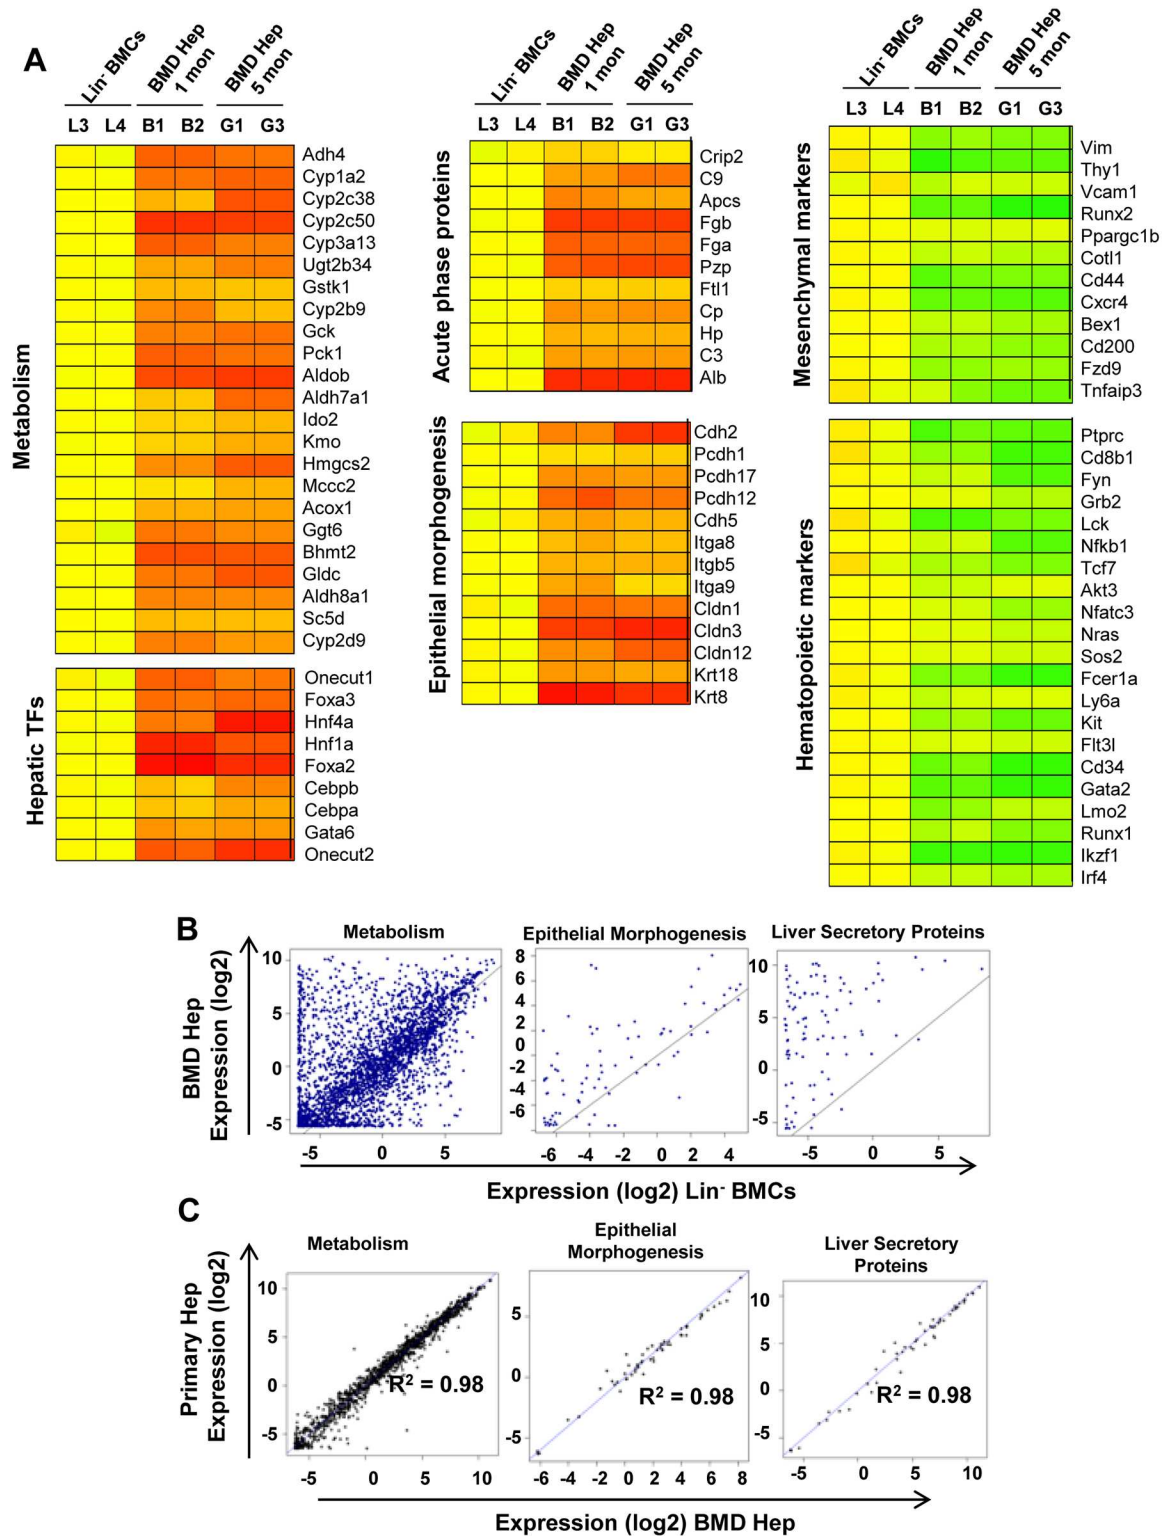 A
Lin- BMCs
BMD Hep
1 mon
BMD Hep
5 mon
L3 L4 B1 B2 G1 G3
Metabolism
Adh4
Cyp1a2
Cyp2c38
Cyp2c50
Cyp3a13
Ugt2b34
Gstk1
Cyp2b9
Gck
Pck1
Aldob
Aldh7a1
Ido2
Kmo
Hmgcs2
Mccc2
Acox1
Ggt6
Bhmt2
Gldc
Aldh8a1
Sc5d
Cyp2d9
Hepatic TFs
Onecut1
Foxa3
Hnf4a
Hnf1a
Foxa2
Cebpb
Cebpa
Gata6
Onecut2
Lin- BMCs
BMD Hep
1 mon
BMD Hep
5 mon
L3 L4 B1 B2 G1 G3
Acute phase proteins
Crip2
C9
Apcs
Fgb
Fga
Pzp
Ftl1
Cp
Hp
C3
Alb
Epithelial morphogenesis
Cdh2
Pcdh1
Pcdh17
Pcdh12
Cdh5
Itga8
Itgb5
Itga9
Cldn1
Cldn3
Cldn12
Krt18
Krt8
Lin- BMCs
BMD Hep
1 mon
BMD Hep
5 mon
L3 L4 B1 B2 G1 G3
Mesenchymal markers
Vim
Thy1
Vcam1
Runx2
Ppargc1b
Cotl1
Cd44
Cxcr4
Bex1
Cd200
Fzd9
Tnfaip3
Hematopoietic markers
Ptprc
Cd8b1
Fyn
Grb2
Lck
Nfkb1
Tcf7
Akt3
Nfatc3
Nras
Sos2
Fcer1a
Ly6a
Kit
Flt3l
Cd34
Gata2
Lmo2
Runx1
Ikzf1
Irf4
B
BMD Hep
Expression (log2)
Metabolism
10
5
0
-5
-5 0 5
Epithelial Morphogenesis
8
6
4
2
0
-2
-4
-6
-6 -4 -2 0 2 4
Liver Secretory Proteins
10
5
0
-5
-5 0 5
Expression (log2) Lin- BMCs
C
Primary Hep
Expression (log2)
Metabolism
10
5
0
-5
R2 = 0.98
-5 0 5 10
Epithelial
Morphogenesis
5
0
-5
R2 = 0.98
-6 -4 -2 0 2 4 6 8
Liver Secretory
Proteins
10
5
0
-5
R2 = 0.98
-5 0 5 10
Expression (log2) BMD Hep